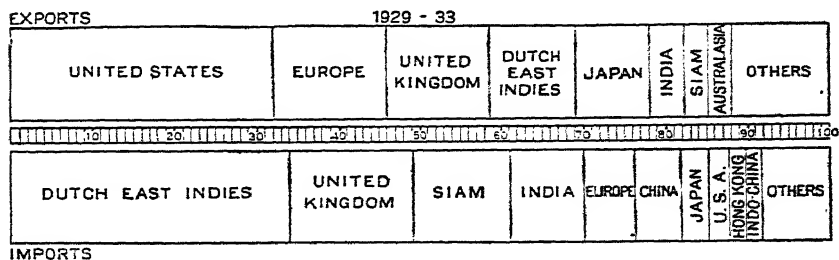 EXPORTS
1929 - 33
UNITED STATES
EUROPE
UNITED
KINGDOM
DUTCH
EAST
INDIES
JAPAN
INDIA
SIAM
AUSTRALASIA
OTHERS
10 20 30 40 50 60 70 80 90 100
DUTCH EAST INDIES
UNITED
KINGDOM
SIAM
INDIA
EUROPE
CHINA
JAPAN
U. S. A.
HONG KONG
INDO-CHINA
OTHERS
IMPORTS